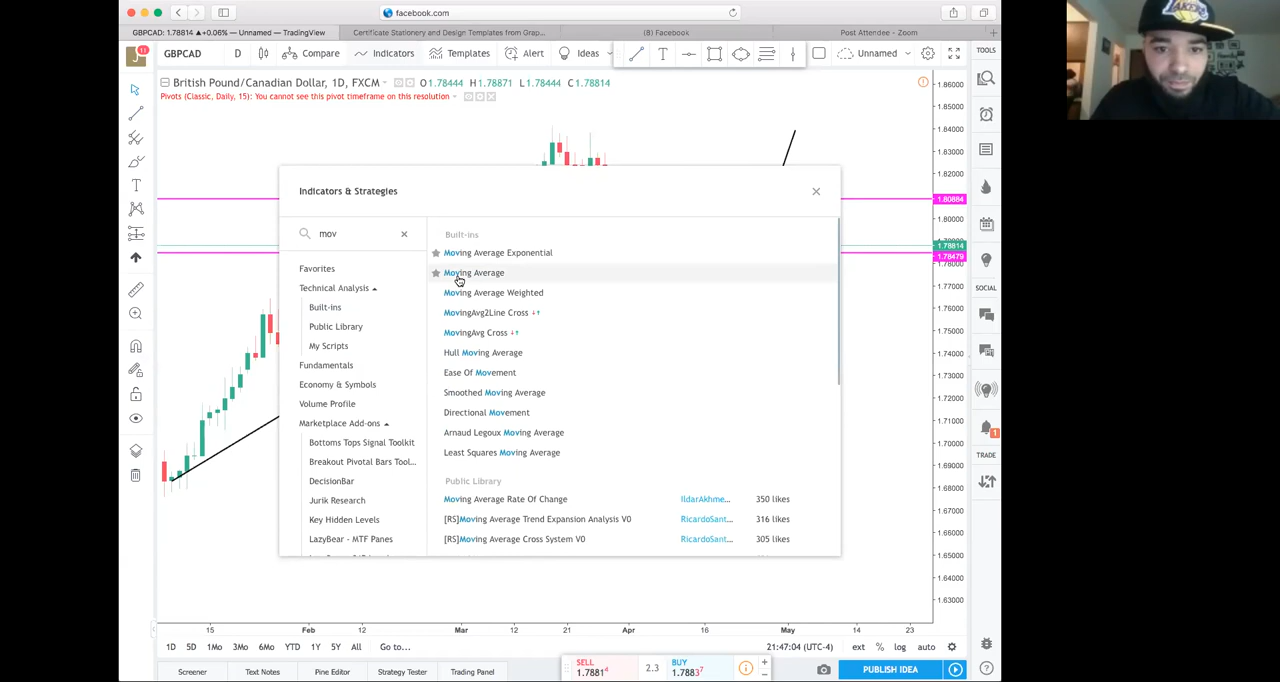 facebook.com
GBPCAD: 1.78814 ▲+0.06% — Unnamed — TradingView
Certificate Stationery and Design Templates from Grap...
(8) Facebook
Post Attendee - Zoom
11
GBPCAD
D
Compare
Indicators
Templates
Alert
Ideas
T
Unnamed
TOOLS
British Pound/Canadian Dollar, 1D, FXCM
O1.78444 H1.78871 L1.78444 C1.78814
Pivots (Classic, Daily, 15): You cannot see this pivot timeframe on this resolution
1.86000
1.85000
1.84000
1.83000
1.82000
1.80884
1.80000
1.79000
1.78814
1.78479
1.77000
1.76000
1.75000
1.74000
1.73000
1.72000
1.71000
1.70000
1.69000
1.68000
1.67000
1.66000
1.65000
1.64000
1.63000
Indicators & Strategies
mov
Favorites
Technical Analysis
Built-ins
Public Library
My Scripts
Fundamentals
Economy & Symbols
Volume Profile
Marketplace Add-ons
Bottoms Tops Signal Toolkit
Breakout Pivotal Bars Tool...
DecisionBar
Jurik Research
Key Hidden Levels
LazyBear - MTF Panes
Built-ins
Moving Average Exponential
Moving Average
Moving Average Weighted
MovingAvg2Line Cross
MovingAvg Cross
Hull Moving Average
Ease Of Movement
Smoothed Moving Average
Directional Movement
Arnaud Legoux Moving Average
Least Squares Moving Average
Public Library
Moving Average Rate Of Change IldarAkhme... 350 likes
[RS]Moving Average Trend Expansion Analysis V0 RicardoSant... 316 likes
[RS]Moving Average Cross System V0 RicardoSant... 305 likes
SOCIAL
1
TRADE
15 Feb 12 Mar 12 21 Apr 16 May 14 23
1D 5D 1Mo 3Mo 6Mo YTD 1Y 5Y All Go to...
21:47:04 (UTC-4) ext % log auto
Screener
Text Notes
Pine Editor
Strategy Tester
Trading Panel
SELL
1.7881⁴
2.3
BUY
1.7883⁷
PUBLISH IDEA
LAKERS